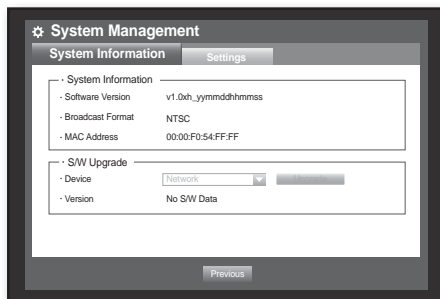 System Management
System Information
Settings
· System Information
· Software Version v1.0xh_yymmddhhmmss
· Broadcast Format NTSC
· MAC Address 00:00:F0:54:FF:FF
· S/W Upgrade
· Device Network Upgrade
· Version No S/W Data
Previous